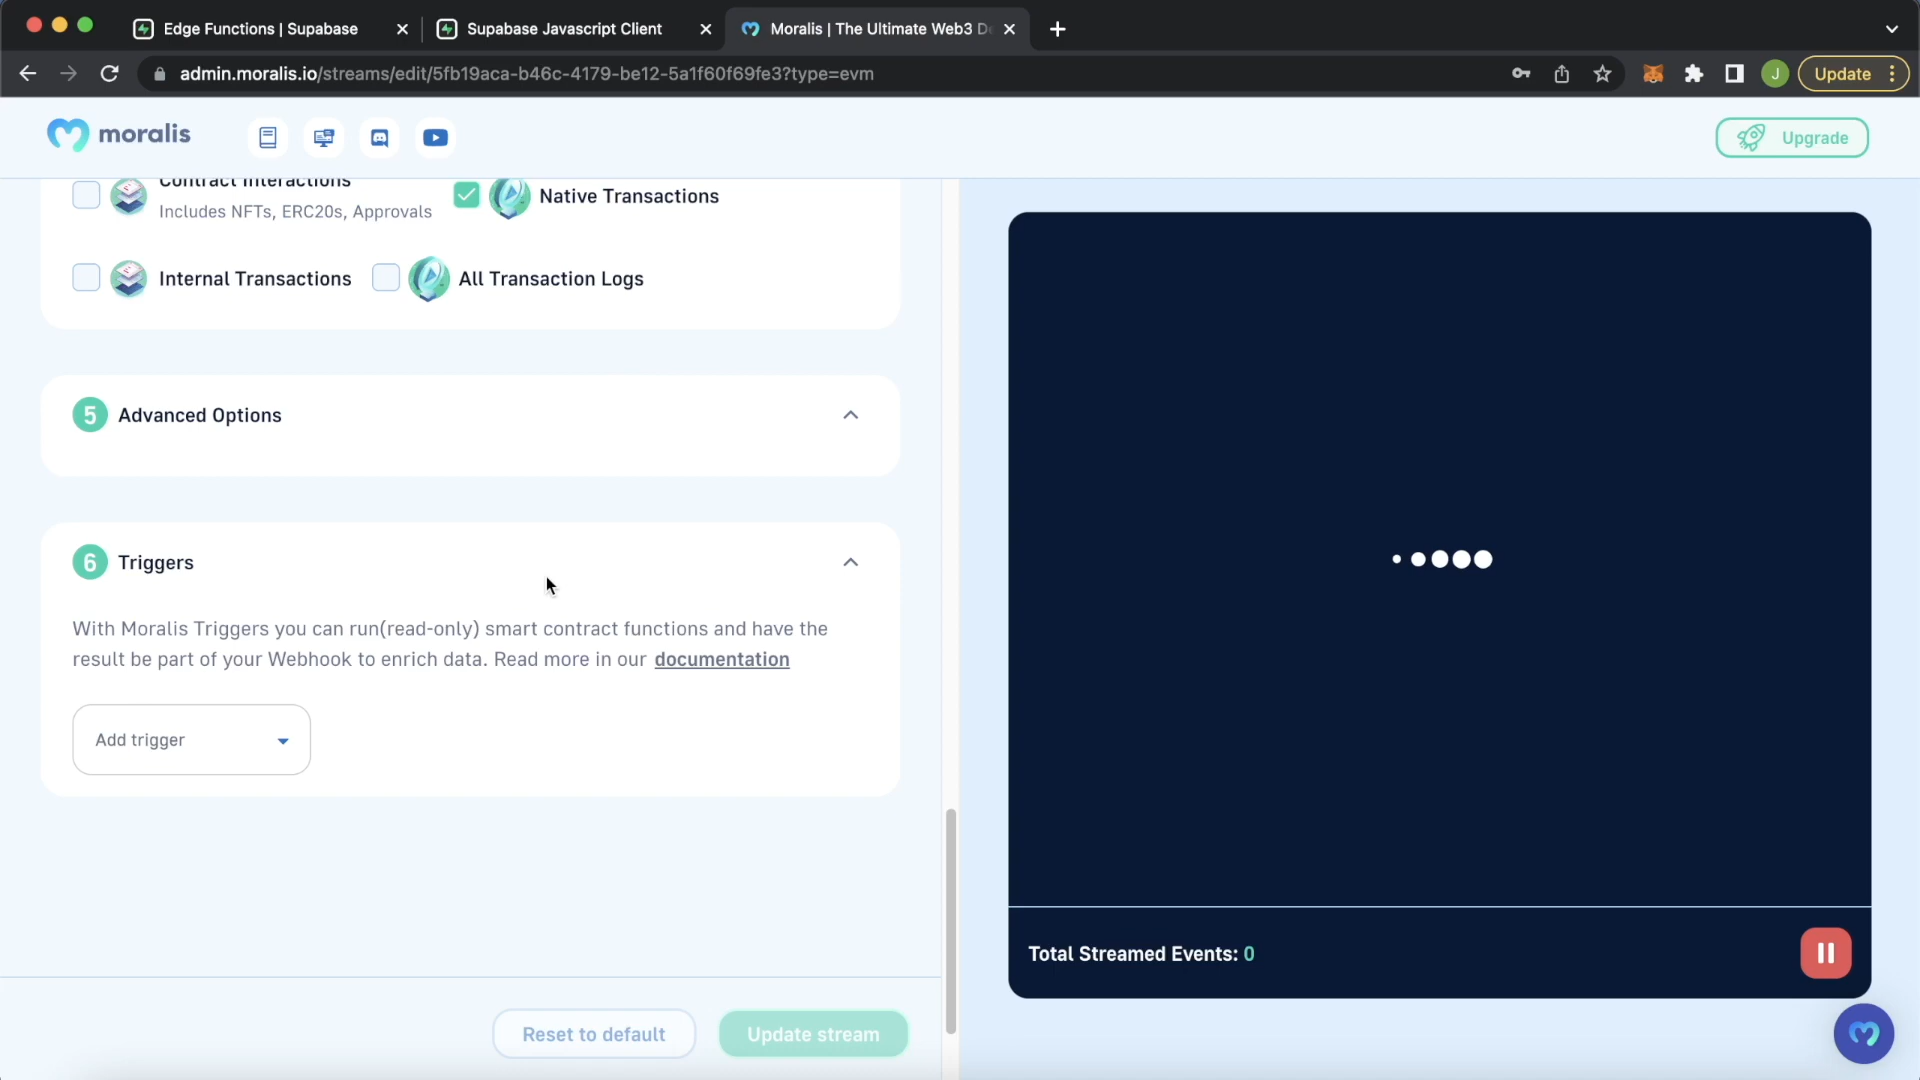 Edge Functions | Supabase
Supabase Javascript Client
Moralis | The Ultimate Web3 De
admin.moralis.io/streams/edit/5fb19aca-b46c-4179-be12-5a1f60f69fe3?type=evm
J
Update
moralis
Upgrade
Contract Interactions
Includes NFTs, ERC20s, Approvals
Native Transactions
Internal Transactions
All Transaction Logs
5 Advanced Options
6 Triggers
With Moralis Triggers you can run(read-only) smart contract functions and have the
result be part of your Webhook to enrich data. Read more in our documentation
Add trigger
Total Streamed Events: 0
Reset to default
Update stream